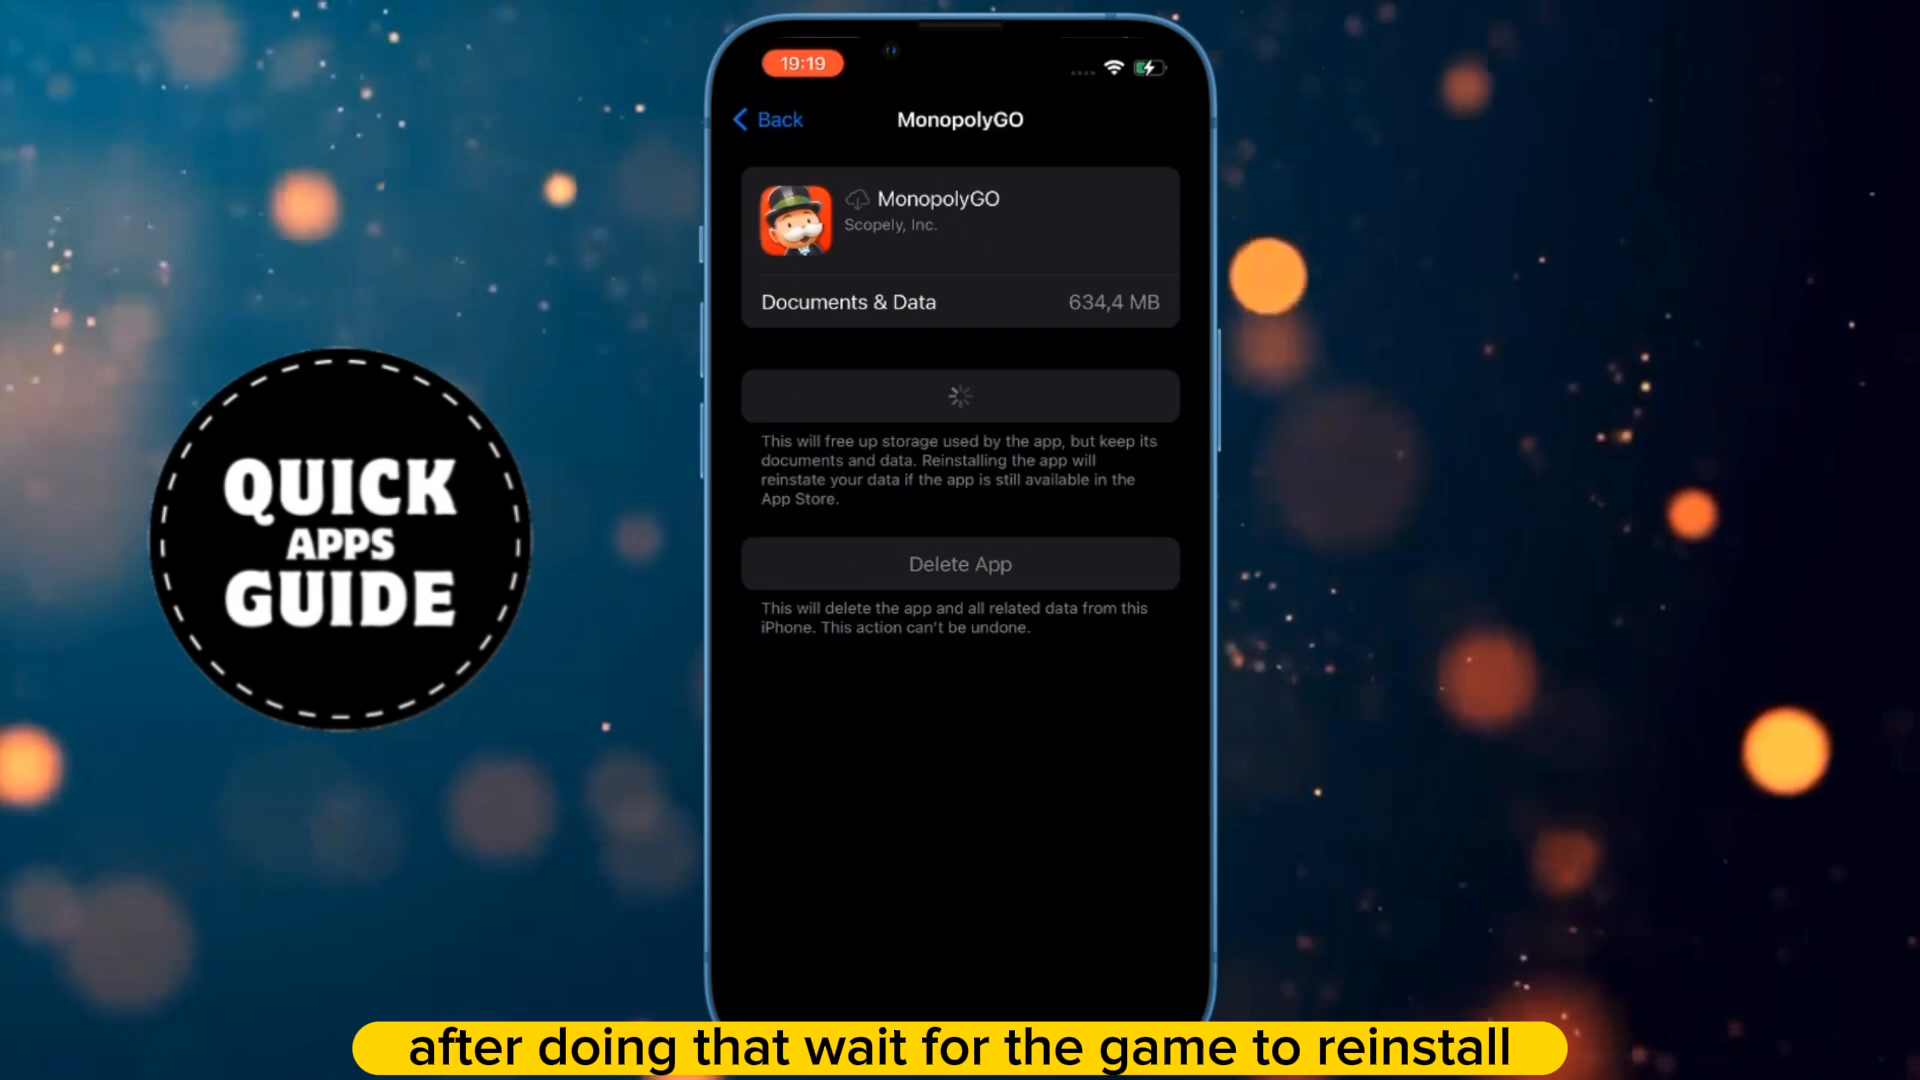 19:19
Back
MonopolyGO
MonopolyGO
Scopely, Inc.
Documents & Data 634,4 MB
This will free up storage used by the app, but keep its
documents and data. Reinstalling the app will
reinstate your data if the app is still available in the
App Store.
Delete App
This will delete the app and all related data from this
iPhone. This action can't be undone.
QUICK
APPS
GUIDE
after doing that wait for the game to reinstall